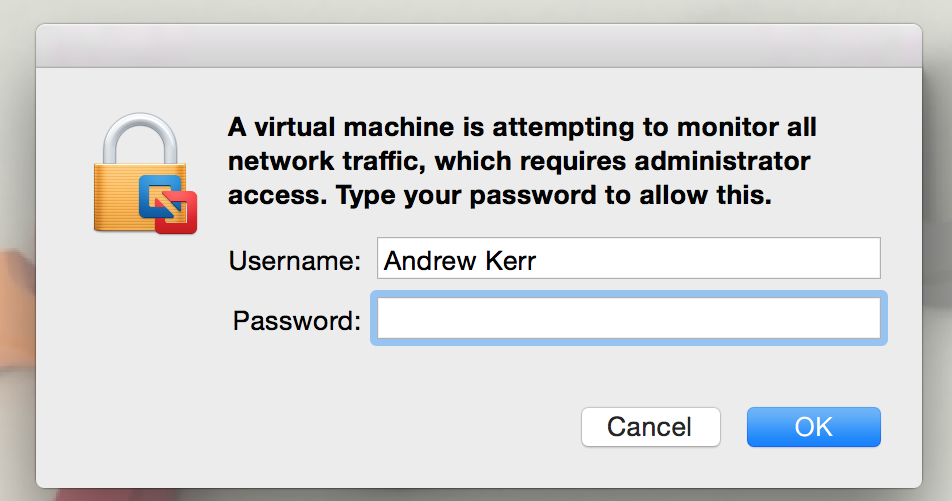 A virtual machine is attempting to monitor all
network traffic, which requires administrator
access. Type your password to allow this.
Username: Andrew Kerr
Password:
Cancel OK